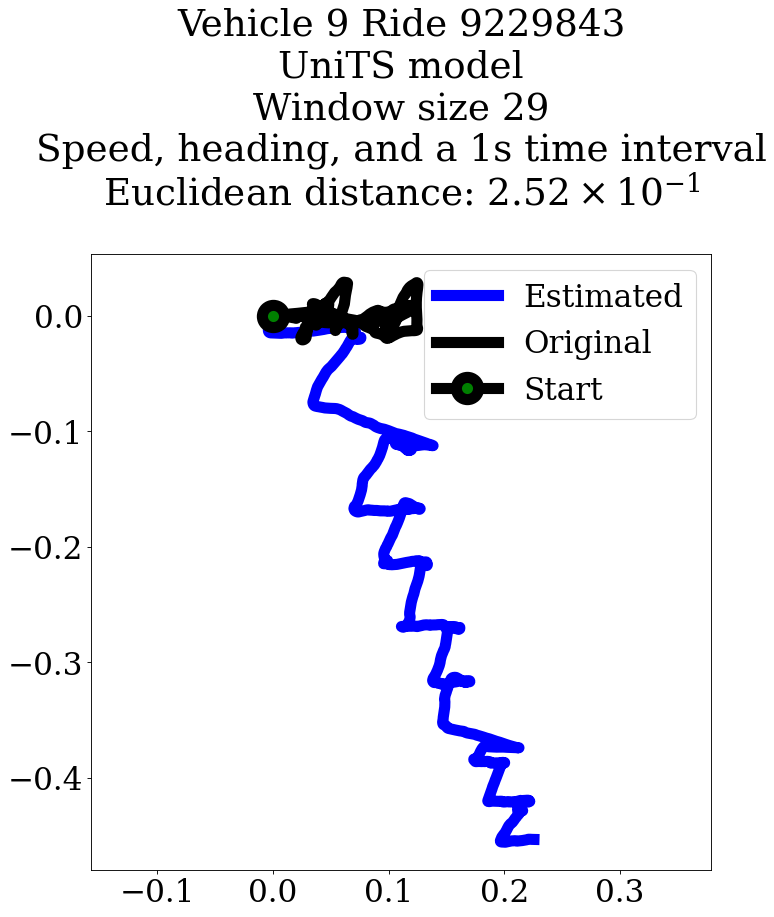 Vehicle 9 Ride 9229843
UniTS model
Window size 29
Speed, heading, and a 1s time interval
Euclidean distance: 2.52 × 10⁻¹
Estimated
Original
Start
0.0
−0.1
−0.2
−0.3
−0.4
−0.1 0.0 0.1 0.2 0.3